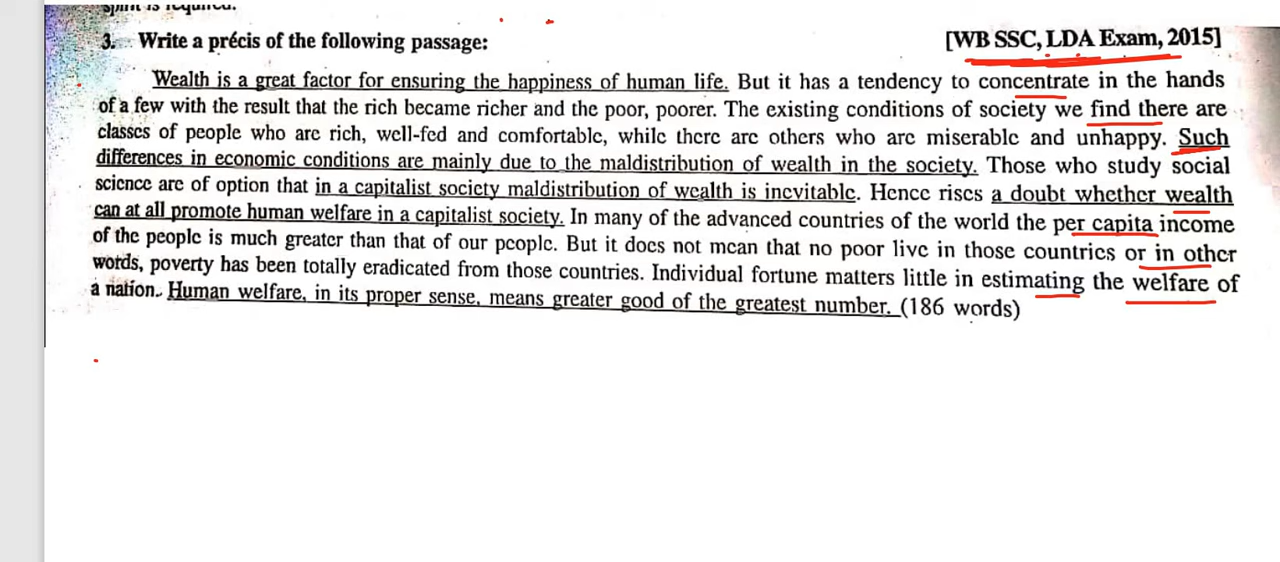 spirit is required.
3. Write a précis of the following passage: [WB SSC, LDA Exam, 2015]
Wealth is a great factor for ensuring the happiness of human life. But it has a tendency to concentrate in the hands
of a few with the result that the rich became richer and the poor, poorer. The existing conditions of society we find there are
classes of people who are rich, well-fed and comfortable, while there are others who are miserable and unhappy. Such
differences in economic conditions are mainly due to the maldistribution of wealth in the society. Those who study social
science are of option that in a capitalist society maldistribution of wealth is inevitable. Hence rises a doubt whether wealth
can at all promote human welfare in a capitalist society. In many of the advanced countries of the world the per capita income
of the people is much greater than that of our people. But it does not mean that no poor live in those countries or in other
words, poverty has been totally eradicated from those countries. Individual fortune matters little in estimating the welfare of
a nation. Human welfare, in its proper sense, means greater good of the greatest number. (186 words)